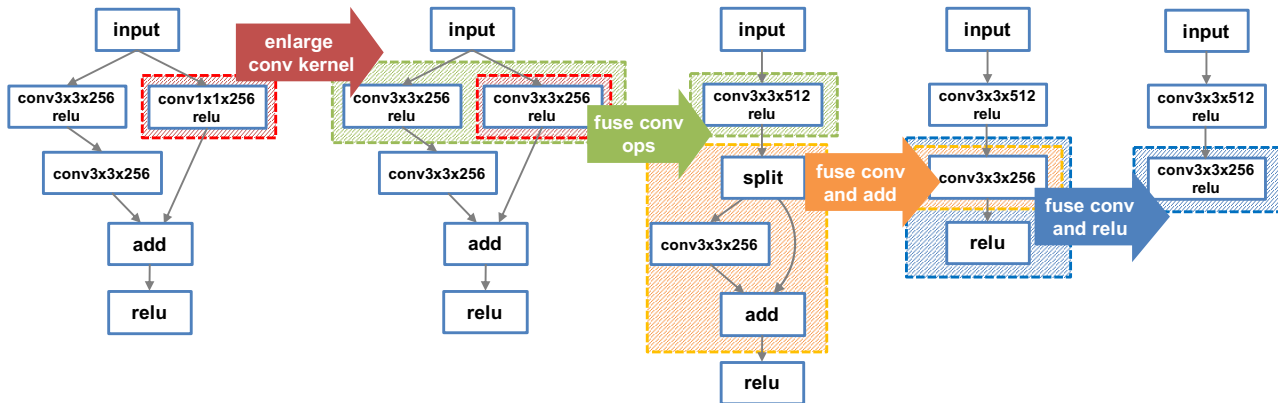 input
conv3x3x256
relu
conv1x1x256
relu
conv3x3x256
add
relu
enlarge
conv kernel
input
conv3x3x256
relu
conv3x3x256
relu
conv3x3x256
add
relu
fuse conv
ops
input
conv3x3x512
relu
split
conv3x3x256
add
relu
fuse conv
and add
input
conv3x3x512
relu
conv3x3x256
relu
fuse conv
and relu
input
conv3x3x512
relu
conv3x3x256
relu